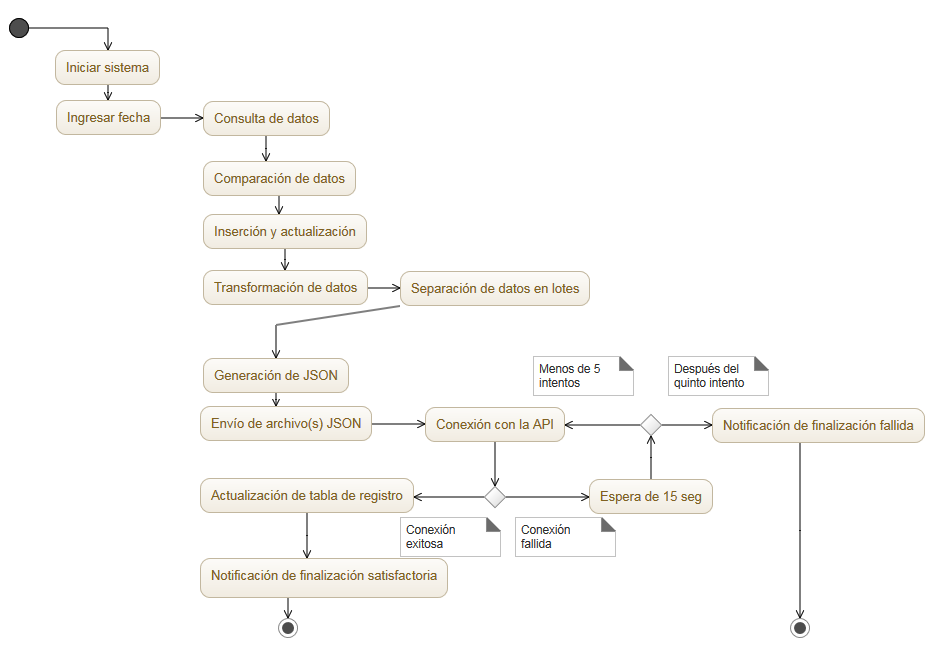 Iniciar sistema
Ingresar fecha
Consulta de datos
Comparación de datos
Inserción y actualización
Transformación de datos
Separación de datos en lotes
Generación de JSON
Menos de 5
intentos
Después del
quinto intento
Envío de archivo(s) JSON
Conexión con la API
Notificación de finalización fallida
Actualización de tabla de registro
Espera de 15 seg
Conexión
exitosa
Conexión
fallida
Notificación de finalización satisfactoria